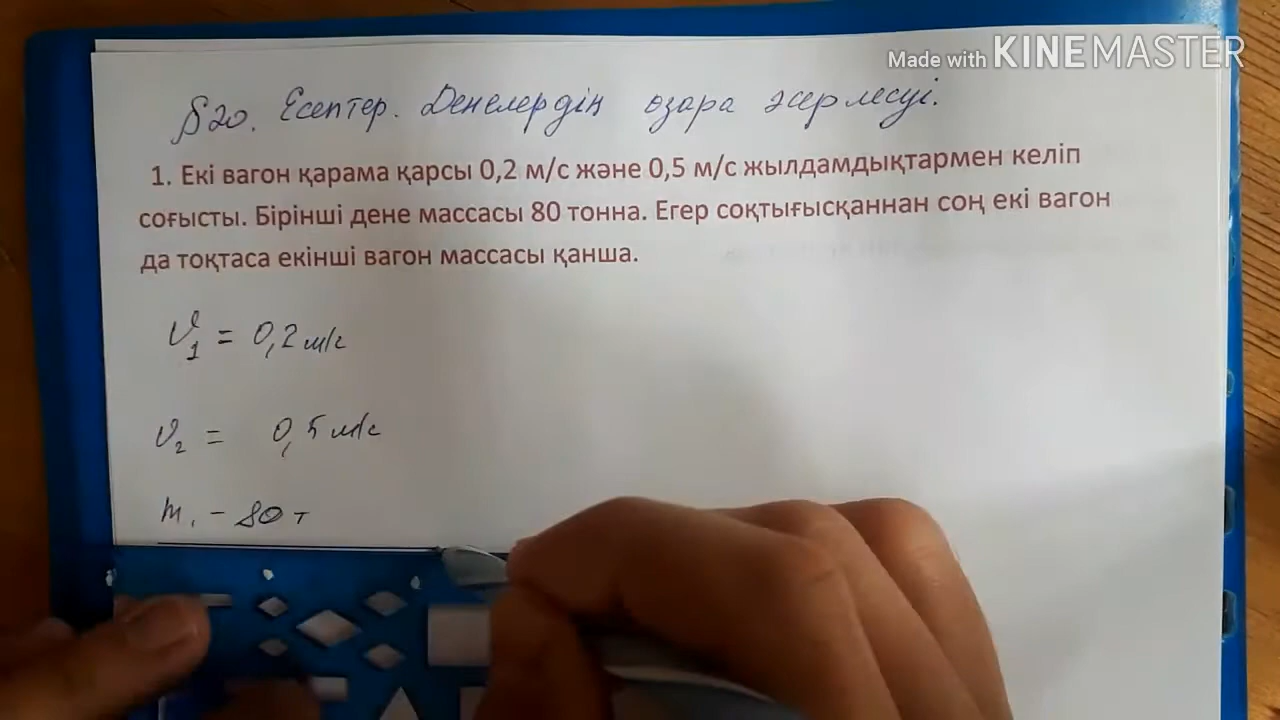 Made with KINEMASTER
§20. Есептер. Денелердің өзара әсерлесуі.
1. Екі вагон қарама қарсы 0,2 м/с және 0,5 м/с жылдамдықтармен келіп
соғысты. Бірінші дене массасы 80 тонна. Егер соқтығысқаннан соң екі вагон
да тоқтаса екінші вагон массасы қанша.
υ₁ = 0,2 м/с
υ₂ = 0,5 м/с
m₁ - 80 т